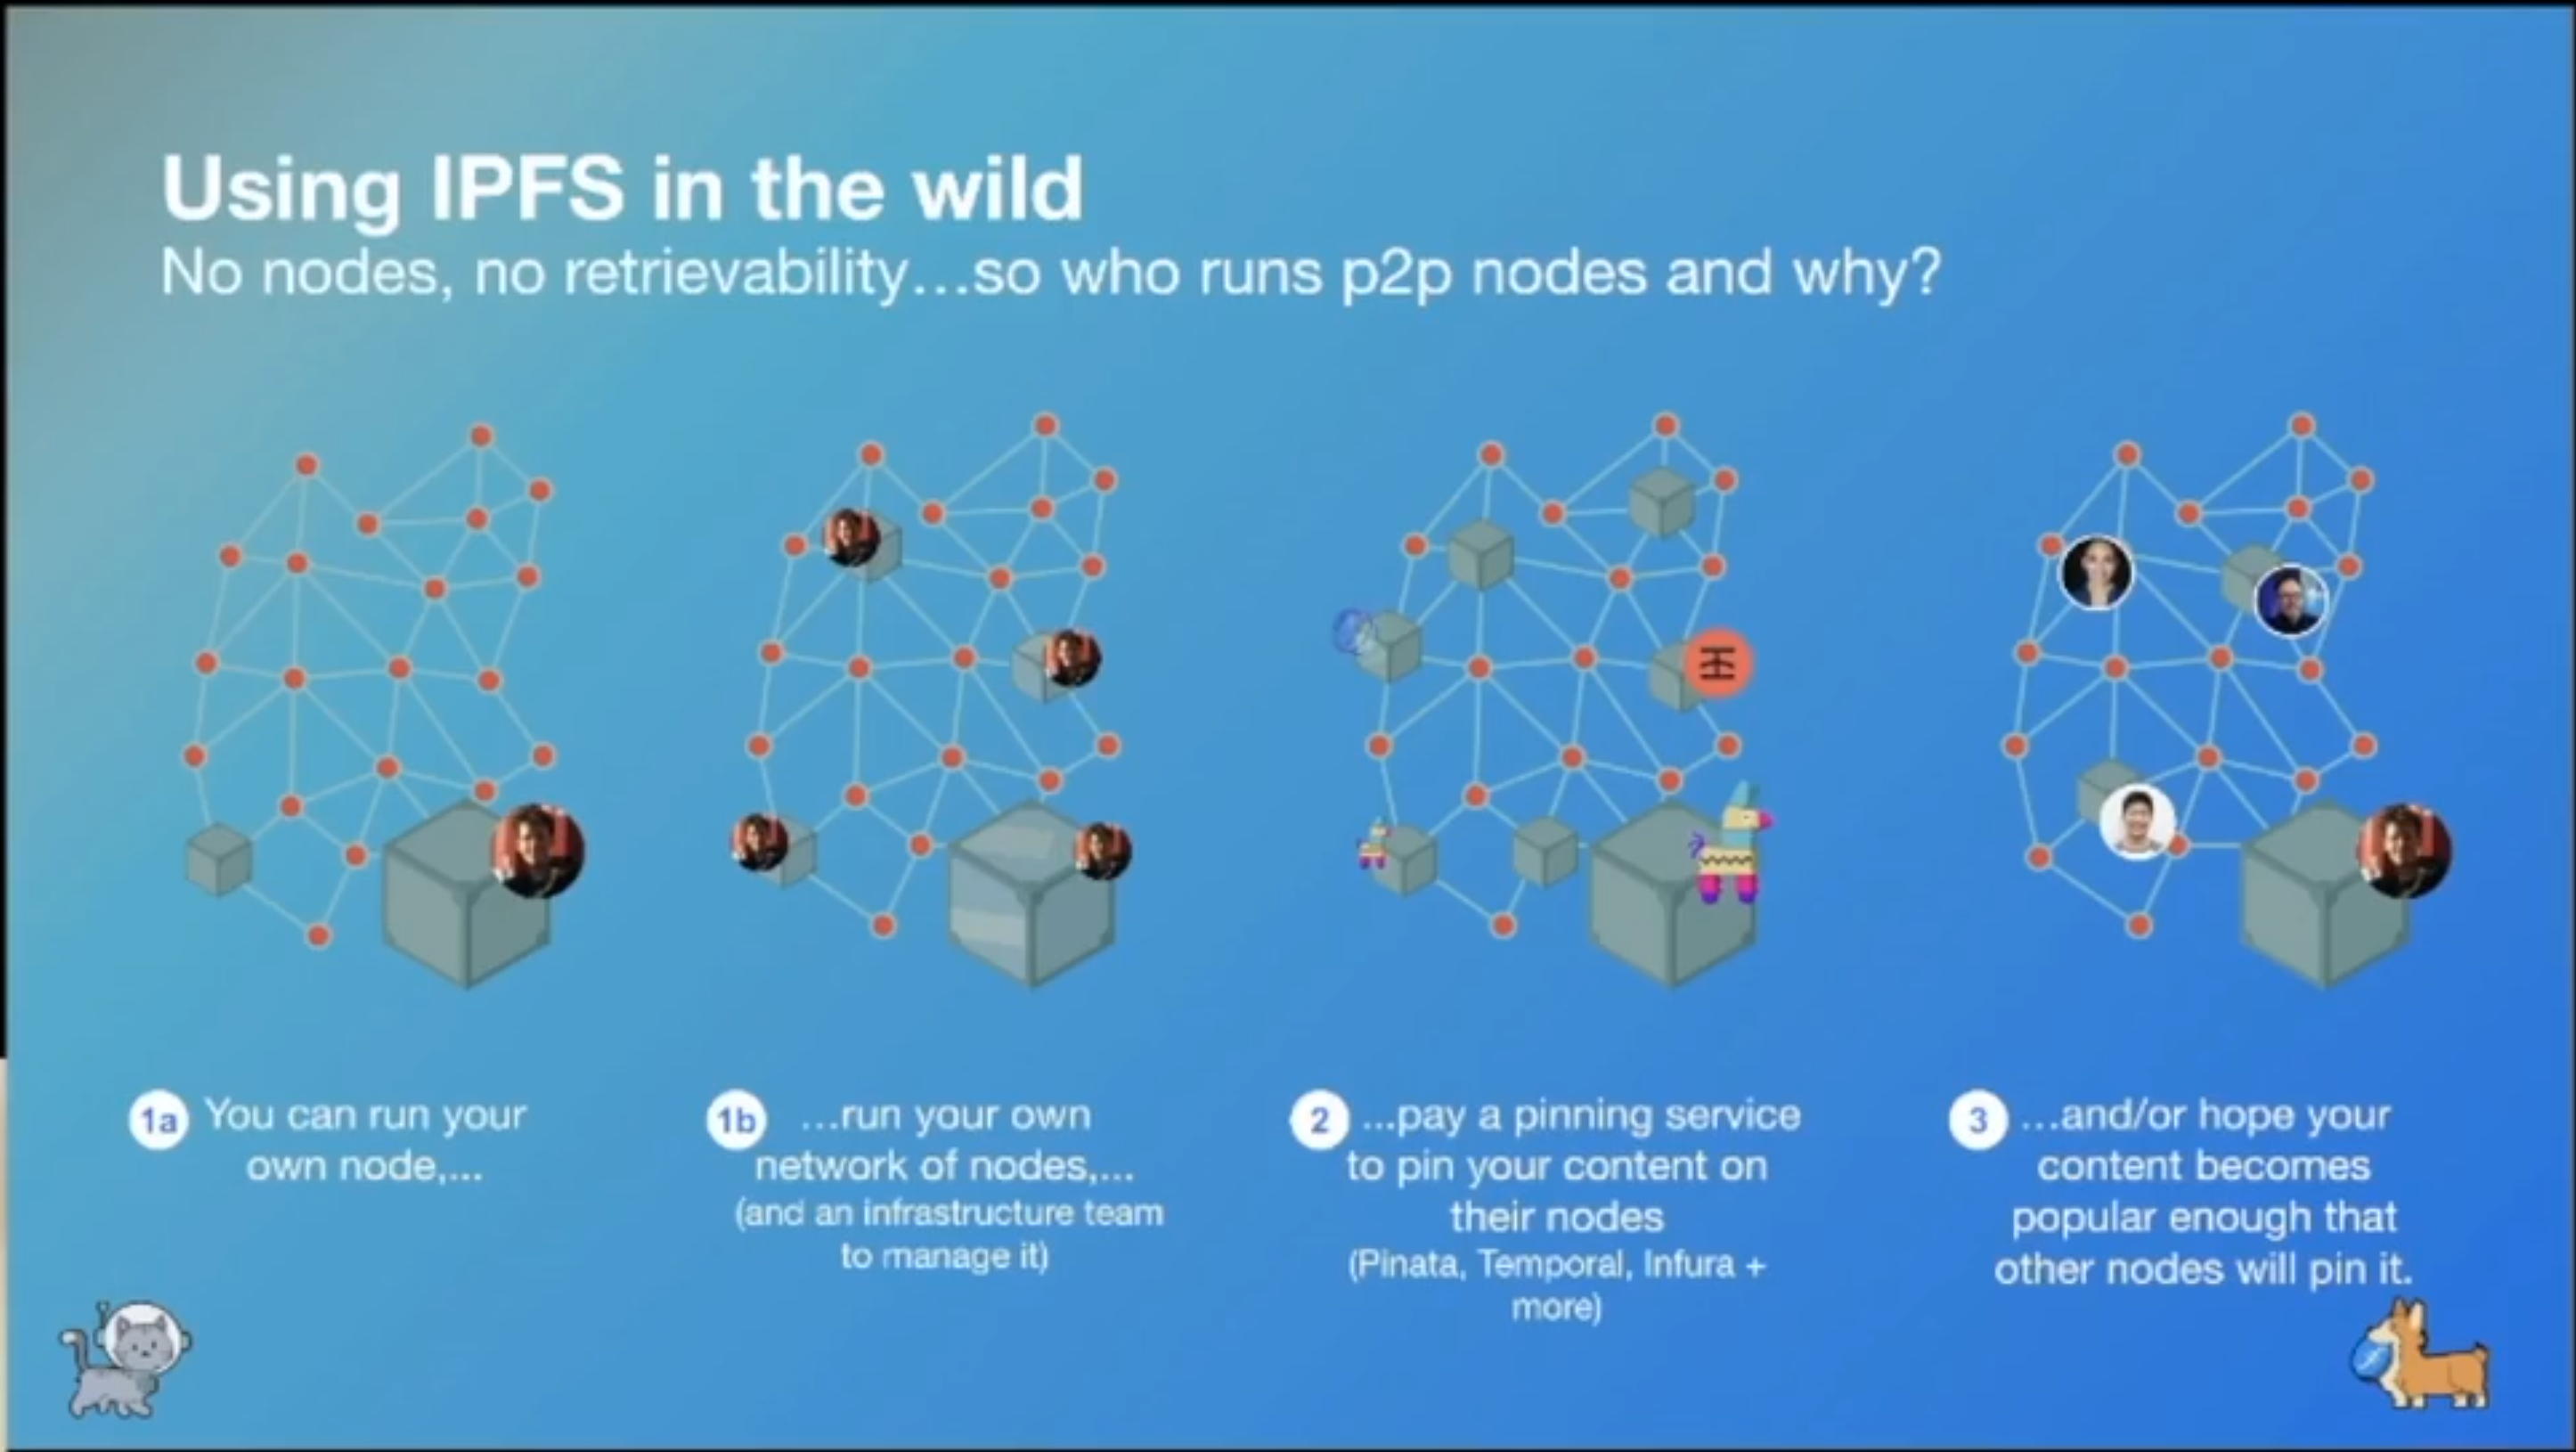 Using IPFS in the wild
No nodes, no retrievability…so who runs p2p nodes and why?
1a
You can run your
own node,...
1b
…run your own
network of nodes,...
(and an infrastructure team
to manage it)
2
...pay a pinning service
to pin your content on
their nodes
(Pinata, Temporal, Infura +
more)
3
…and/or hope your
content becomes
popular enough that
other nodes will pin it.